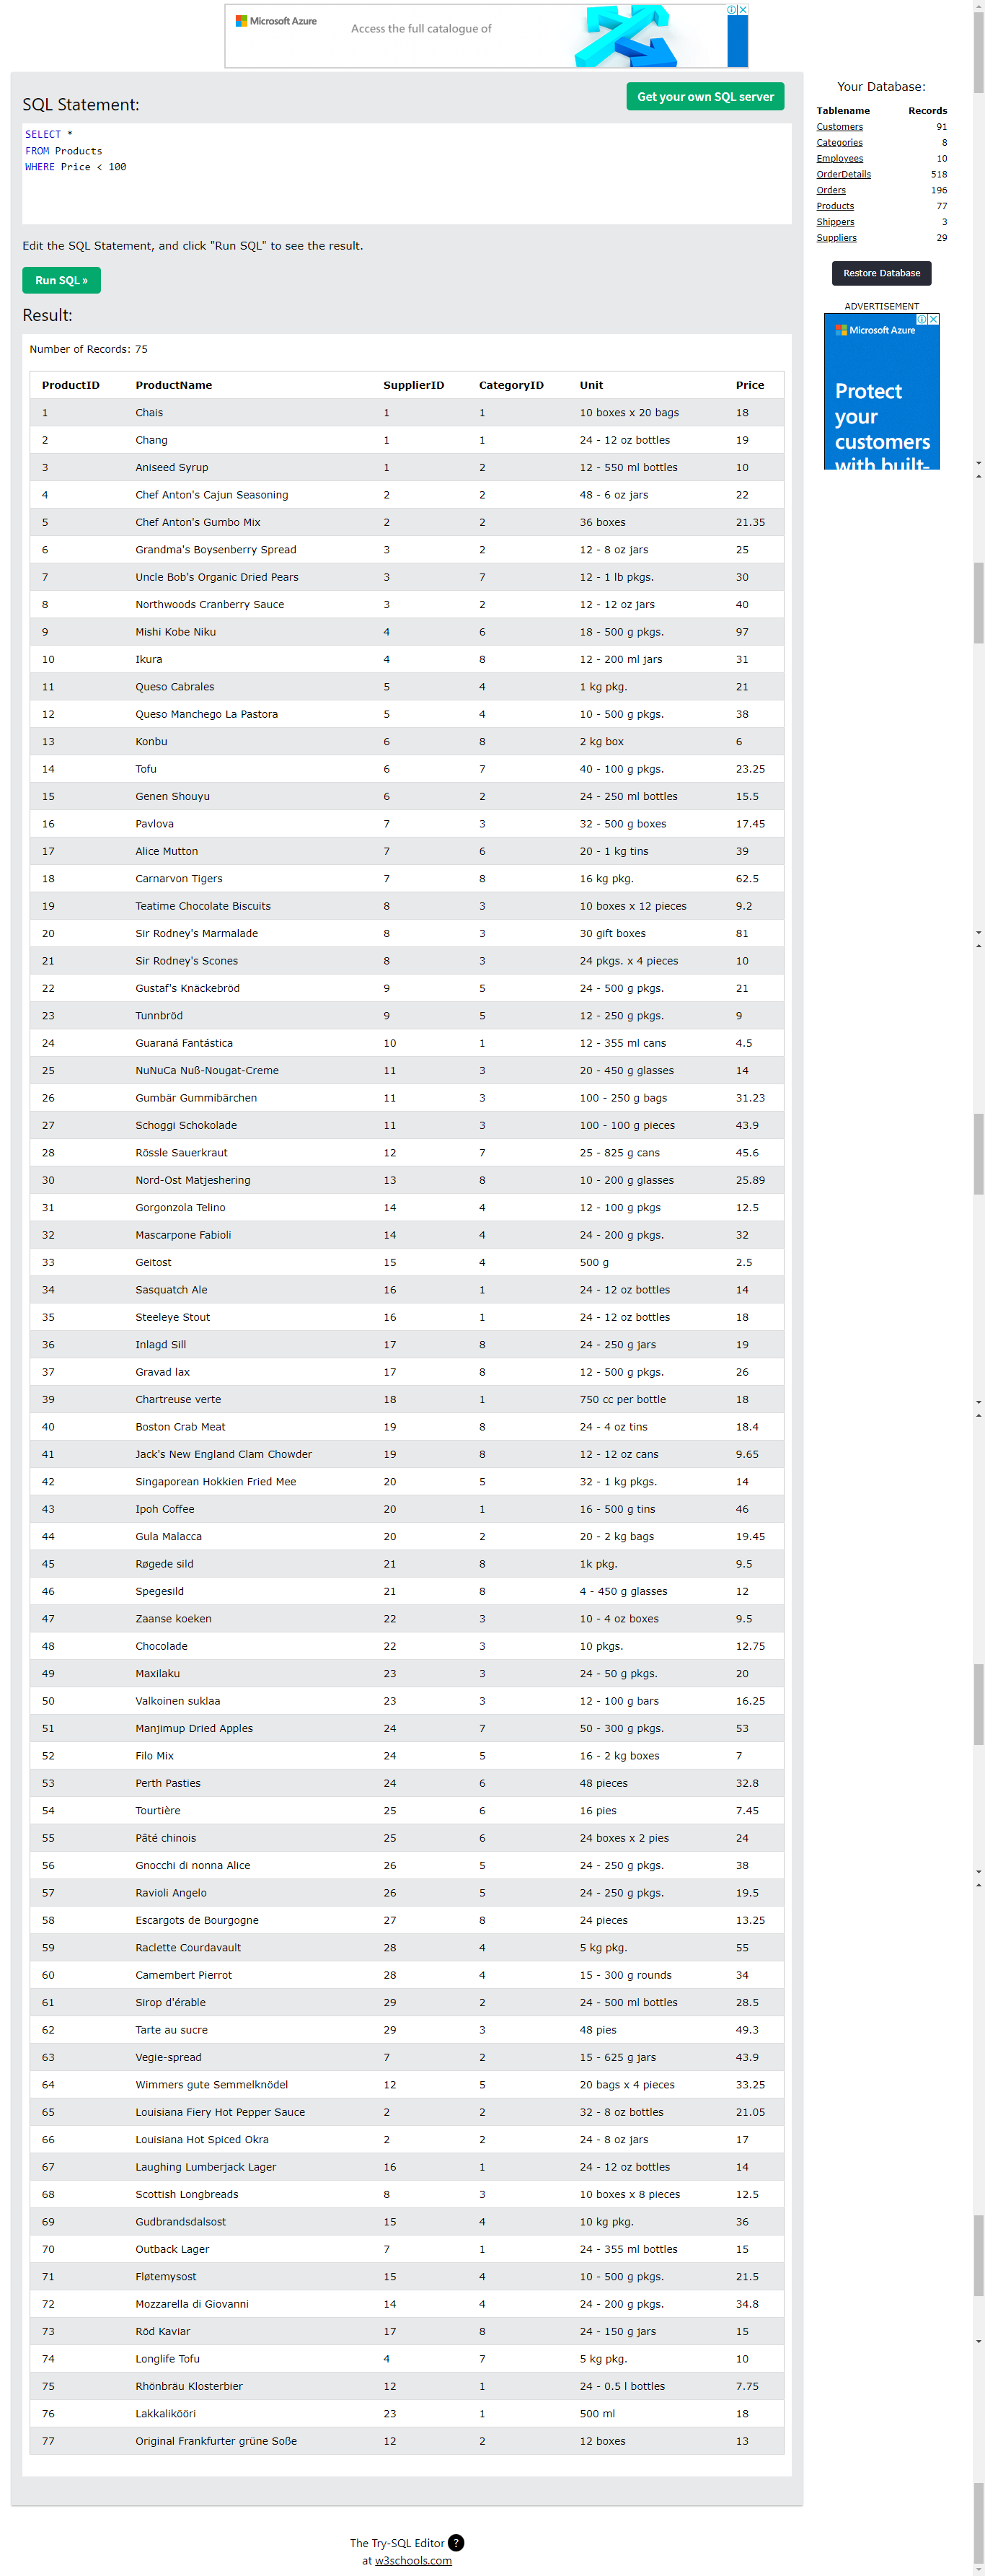 Microsoft Azure
Access the full catalogue of
SQL Statement:
Get your own SQL server
SELECT *
FROM Products
WHERE Price < 100
Edit the SQL Statement, and click "Run SQL" to see the result.
Run SQL »
Result:
Number of Records: 75
ProductID ProductName SupplierID CategoryID Unit Price
1 Chais 1 1 10 boxes x 20 bags 18
2 Chang 1 1 24 - 12 oz bottles 19
3 Aniseed Syrup 1 2 12 - 550 ml bottles 10
4 Chef Anton's Cajun Seasoning 2 2 48 - 6 oz jars 22
5 Chef Anton's Gumbo Mix 2 2 36 boxes 21.35
6 Grandma's Boysenberry Spread 3 2 12 - 8 oz jars 25
7 Uncle Bob's Organic Dried Pears 3 7 12 - 1 lb pkgs. 30
8 Northwoods Cranberry Sauce 3 2 12 - 12 oz jars 40
9 Mishi Kobe Niku 4 6 18 - 500 g pkgs. 97
10 Ikura 4 8 12 - 200 ml jars 31
11 Queso Cabrales 5 4 1 kg pkg. 21
12 Queso Manchego La Pastora 5 4 10 - 500 g pkgs. 38
13 Konbu 6 8 2 kg box 6
14 Tofu 6 7 40 - 100 g pkgs. 23.25
15 Genen Shouyu 6 2 24 - 250 ml bottles 15.5
16 Pavlova 7 3 32 - 500 g boxes 17.45
17 Alice Mutton 7 6 20 - 1 kg tins 39
18 Carnarvon Tigers 7 8 16 kg pkg. 62.5
19 Teatime Chocolate Biscuits 8 3 10 boxes x 12 pieces 9.2
20 Sir Rodney's Marmalade 8 3 30 gift boxes 81
21 Sir Rodney's Scones 8 3 24 pkgs. x 4 pieces 10
22 Gustaf's Knäckebröd 9 5 24 - 500 g pkgs. 21
23 Tunnbröd 9 5 12 - 250 g pkgs. 9
24 Guaraná Fantástica 10 1 12 - 355 ml cans 4.5
25 NuNuCa Nuß-Nougat-Creme 11 3 20 - 450 g glasses 14
26 Gumbär Gummibärchen 11 3 100 - 250 g bags 31.23
27 Schoggi Schokolade 11 3 100 - 100 g pieces 43.9
28 Rössle Sauerkraut 12 7 25 - 825 g cans 45.6
30 Nord-Ost Matjeshering 13 8 10 - 200 g glasses 25.89
31 Gorgonzola Telino 14 4 12 - 100 g pkgs 12.5
32 Mascarpone Fabioli 14 4 24 - 200 g pkgs. 32
33 Geitost 15 4 500 g 2.5
34 Sasquatch Ale 16 1 24 - 12 oz bottles 14
35 Steeleye Stout 16 1 24 - 12 oz bottles 18
36 Inlagd Sill 17 8 24 - 250 g jars 19
37 Gravad lax 17 8 12 - 500 g pkgs. 26
39 Chartreuse verte 18 1 750 cc per bottle 18
40 Boston Crab Meat 19 8 24 - 4 oz tins 18.4
41 Jack's New England Clam Chowder 19 8 12 - 12 oz cans 9.65
42 Singaporean Hokkien Fried Mee 20 5 32 - 1 kg pkgs. 14
43 Ipoh Coffee 20 1 16 - 500 g tins 46
44 Gula Malacca 20 2 20 - 2 kg bags 19.45
45 Røgede sild 21 8 1k pkg. 9.5
46 Spegesild 21 8 4 - 450 g glasses 12
47 Zaanse koeken 22 3 10 - 4 oz boxes 9.5
48 Chocolade 22 3 10 pkgs. 12.75
49 Maxilaku 23 3 24 - 50 g pkgs. 20
50 Valkoinen suklaa 23 3 12 - 100 g bars 16.25
51 Manjimup Dried Apples 24 7 50 - 300 g pkgs. 53
52 Filo Mix 24 5 16 - 2 kg boxes 7
53 Perth Pasties 24 6 48 pieces 32.8
54 Tourtière 25 6 16 pies 7.45
55 Pâté chinois 25 6 24 boxes x 2 pies 24
56 Gnocchi di nonna Alice 26 5 24 - 250 g pkgs. 38
57 Ravioli Angelo 26 5 24 - 250 g pkgs. 19.5
58 Escargots de Bourgogne 27 8 24 pieces 13.25
59 Raclette Courdavault 28 4 5 kg pkg. 55
60 Camembert Pierrot 28 4 15 - 300 g rounds 34
61 Sirop d'érable 29 2 24 - 500 ml bottles 28.5
62 Tarte au sucre 29 3 48 pies 49.3
63 Vegie-spread 7 2 15 - 625 g jars 43.9
64 Wimmers gute Semmelknödel 12 5 20 bags x 4 pieces 33.25
65 Louisiana Fiery Hot Pepper Sauce 2 2 32 - 8 oz bottles 21.05
66 Louisiana Hot Spiced Okra 2 2 24 - 8 oz jars 17
67 Laughing Lumberjack Lager 16 1 24 - 12 oz bottles 14
68 Scottish Longbreads 8 3 10 boxes x 8 pieces 12.5
69 Gudbrandsdalsost 15 4 10 kg pkg. 36
70 Outback Lager 7 1 24 - 355 ml bottles 15
71 Fløtemysost 15 4 10 - 500 g pkgs. 21.5
72 Mozzarella di Giovanni 14 4 24 - 200 g pkgs. 34.8
73 Röd Kaviar 17 8 24 - 150 g jars 15
74 Longlife Tofu 4 7 5 kg pkg. 10
75 Rhönbräu Klosterbier 12 1 24 - 0.5 l bottles 7.75
76 Lakkalikööri 23 1 500 ml 18
77 Original Frankfurter grüne Soße 12 2 12 boxes 13
Your Database:
Tablename Records
Customers 91
Categories 8
Employees 10
OrderDetails 518
Orders 196
Products 77
Shippers 3
Suppliers 29
Restore Database
ADVERTISEMENT
Microsoft Azure
Protect
your
customers
with built-
The Try-SQL Editor ?
at w3schools.com